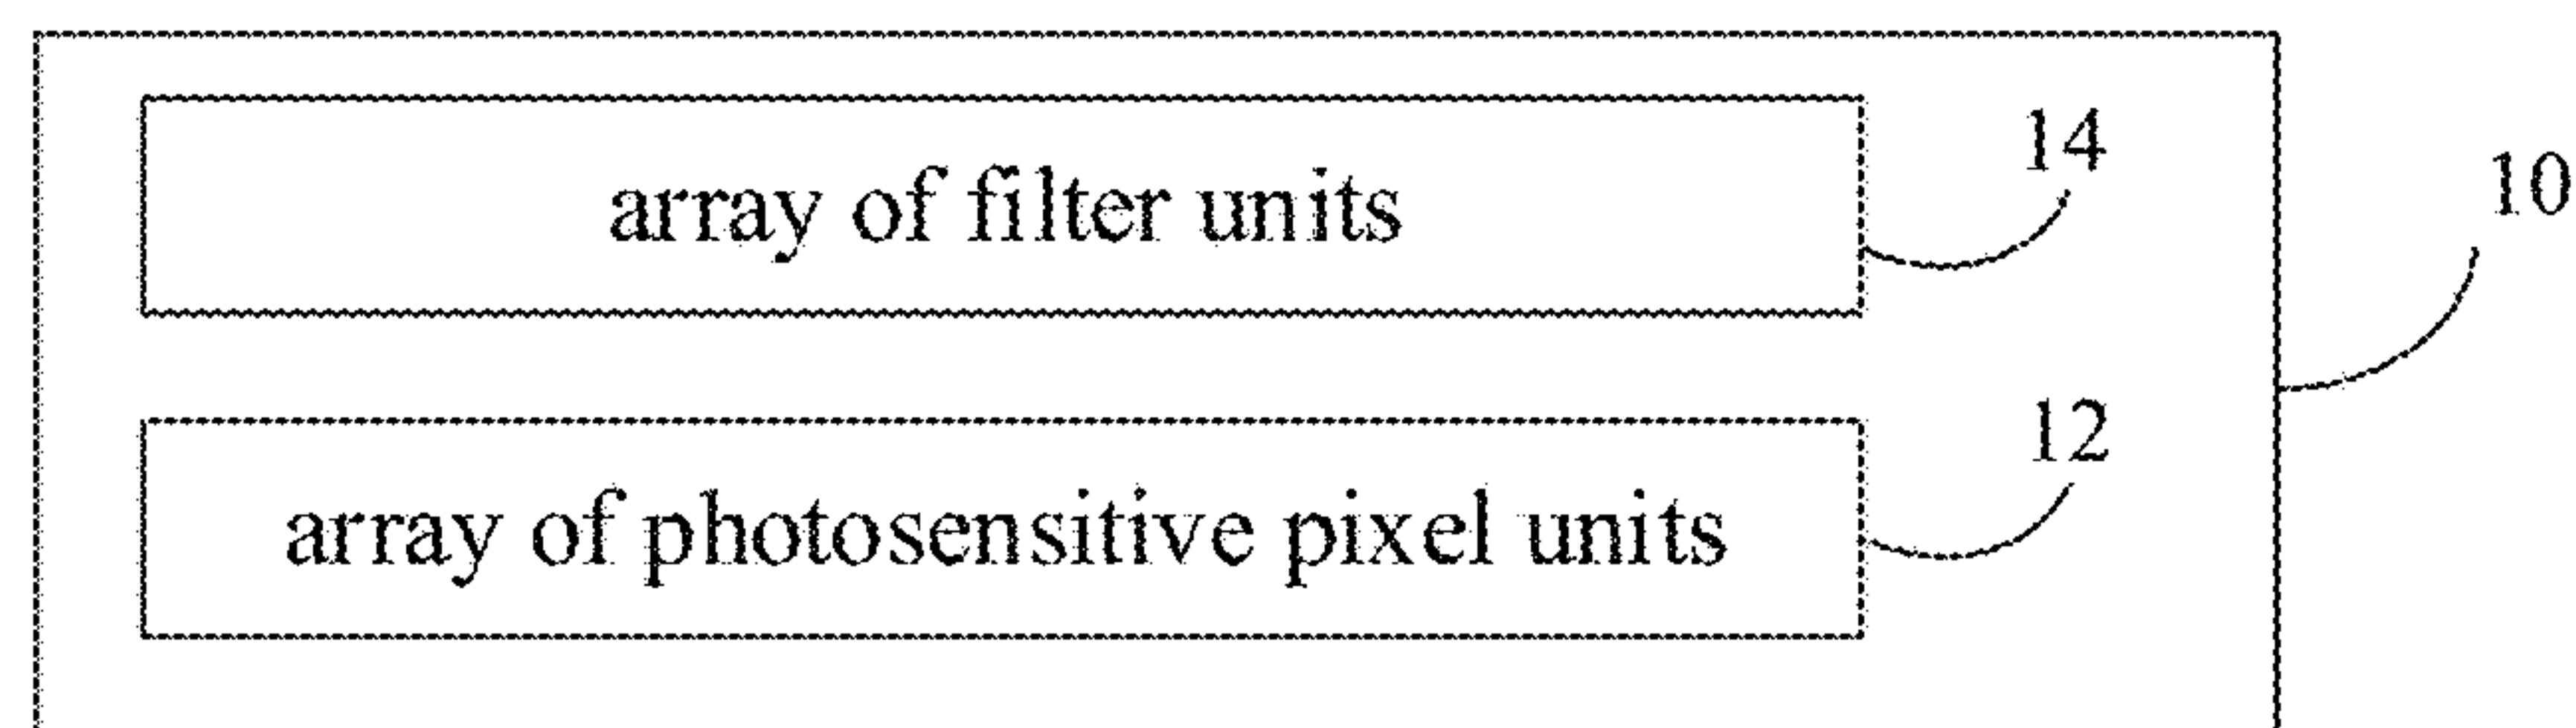 14
array of filter units
10
12
array of photosensitive pixel units